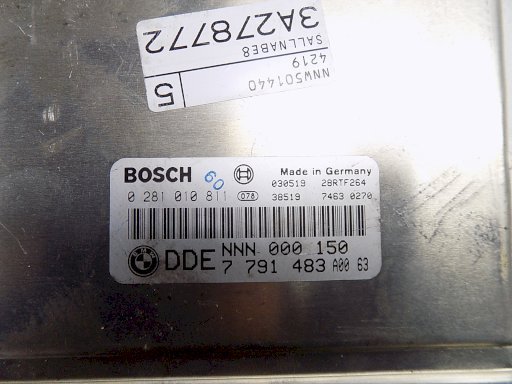 3A278772
SALLNABE8
4219
NNW501440
5
BOSCH 60 Made in Germany
0 281 010 811 078 030519 28RTF264
38519 7463 0270
DDE NNN 000 150
7 791 483 A00 63